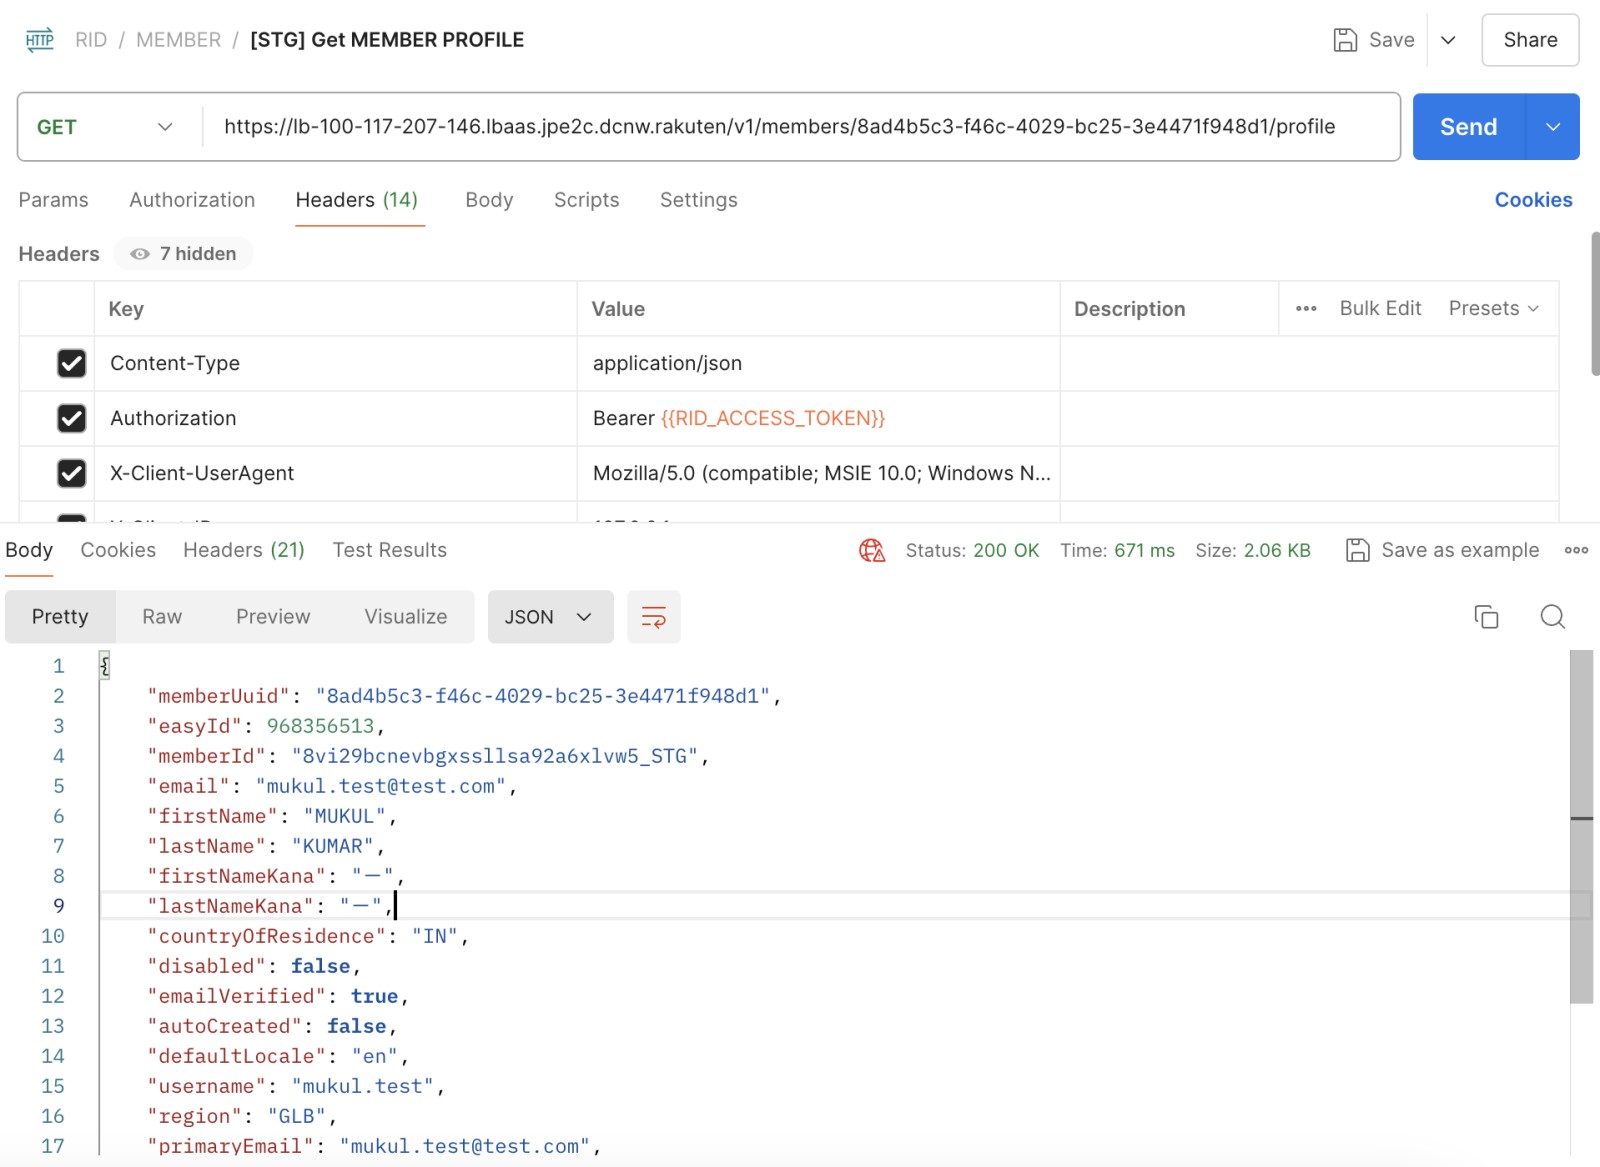 HTTP RID / MEMBER / [STG] Get MEMBER PROFILE Save Share
GET https://lb-100-117-207-146.lbaas.jpe2c.dcnw.rakuten/v1/members/8ad4b5c3-f46c-4029-bc25-3e4471f948d1/profile Send
Params Authorization Headers (14) Body Scripts Settings Cookies
Headers 7 hidden
Key Value Description Bulk Edit Presets
Content-Type application/json
Authorization Bearer {{RID_ACCESS_TOKEN}}
X-Client-UserAgent Mozilla/5.0 (compatible; MSIE 10.0; Windows N...
Body Cookies Headers (21) Test Results Status: 200 OK Time: 671 ms Size: 2.06 KB Save as example
Pretty Raw Preview Visualize JSON
1 {
2 "memberUuid": "8ad4b5c3-f46c-4029-bc25-3e4471f948d1",
3 "easyId": 968356513,
4 "memberId": "8vi29bcnevbgxssllsa92a6xlvw5_STG",
5 "email": "mukul.test@test.com",
6 "firstName": "MUKUL",
7 "lastName": "KUMAR",
8 "firstNameKana": "ー",
9 "lastNameKana": "ー",
10 "countryOfResidence": "IN",
11 "disabled": false,
12 "emailVerified": true,
13 "autoCreated": false,
14 "defaultLocale": "en",
15 "username": "mukul.test",
16 "region": "GLB",
17 "primaryEmail": "mukul.test@test.com",